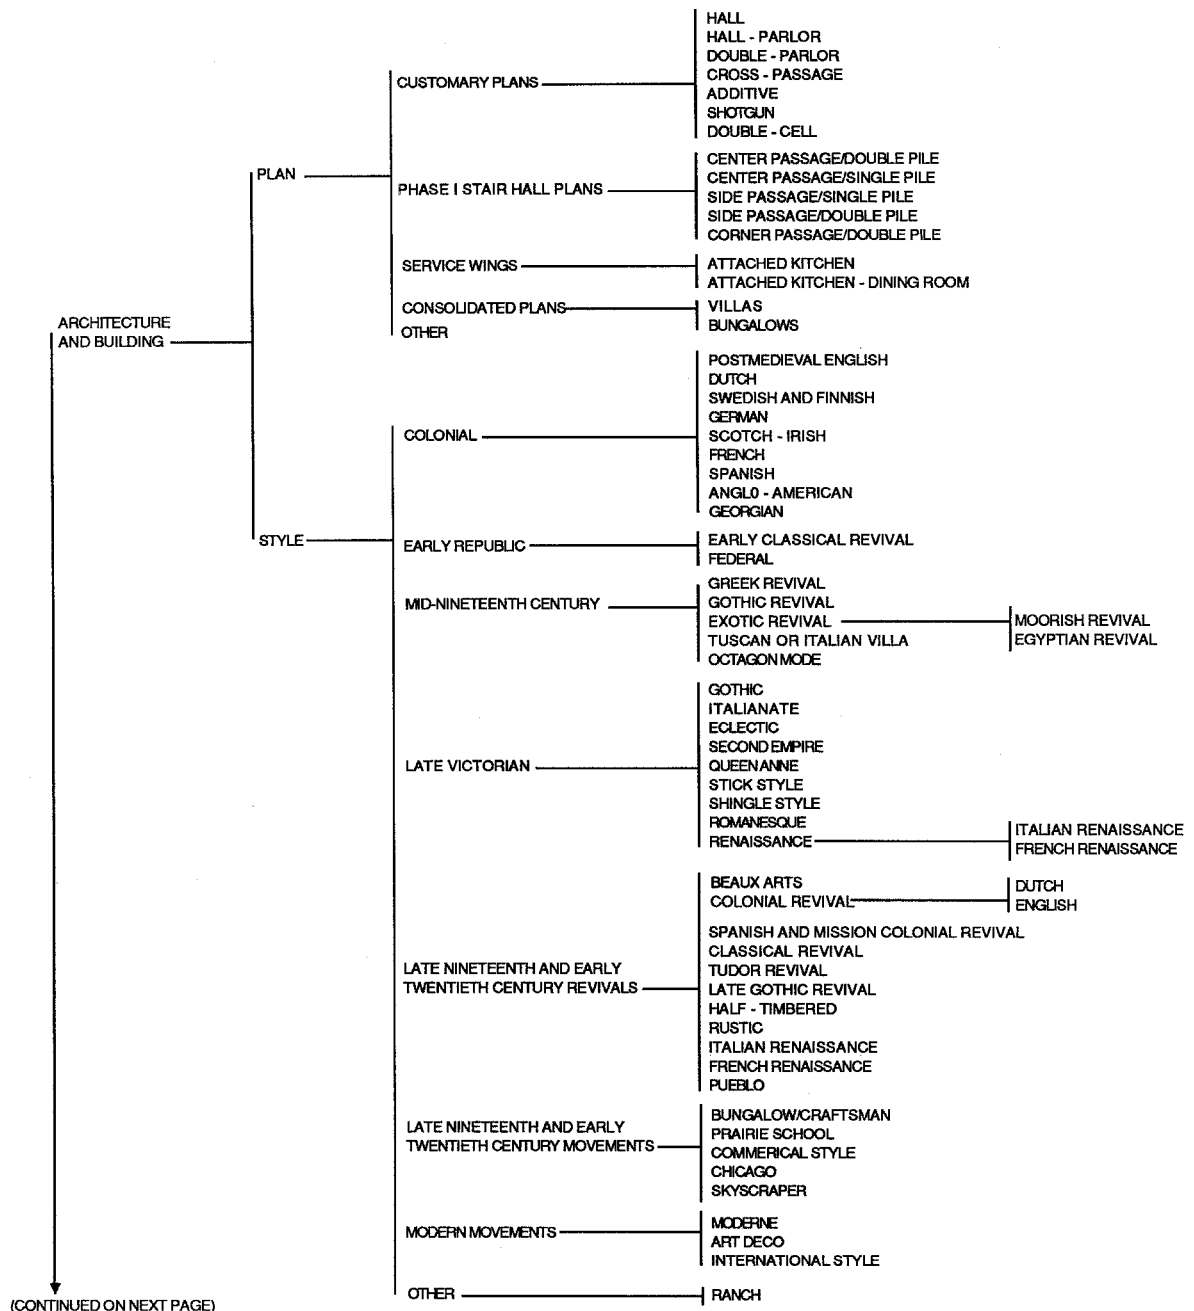 HALL
HALL - PARLOR
DOUBLE - PARLOR
CROSS - PASSAGE
CUSTOMARY PLANS
ADDITIVE
SHOTGUN
DOUBLE - CELL
CENTER PASSAGE/DOUBLE PILE
PLAN
CENTER PASSAGE/SINGLE PILE
PHASE I STAIR HALL PLANS
SIDE PASSAGE/SINGLE PILE
SIDE PASSAGE/DOUBLE PILE
CORNER PASSAGE/DOUBLE PILE
SERVICE WINGS
ATTACHED KITCHEN
ATTACHED KITCHEN - DINING ROOM
CONSOLIDATED PLANS
VILLAS
BUNGALOWS
ARCHITECTURE
AND BUILDING
OTHER
POSTMEDIEVAL ENGLISH
DUTCH
SWEDISH AND FINNISH
GERMAN
COLONIAL
SCOTCH - IRISH
FRENCH
SPANISH
ANGL0 - AMERICAN
GEORGIAN
STYLE
EARLY REPUBLIC
EARLY CLASSICAL REVIVAL
FEDERAL
MID-NINETEENTH CENTURY
GREEK REVIVAL
GOTHIC REVIVAL
EXOTIC REVIVAL
MOORISH REVIVAL
EGYPTIAN REVIVAL
TUSCAN OR ITALIAN VILLA
OCTAGON MODE
GOTHIC
ITALIANATE
ECLECTIC
SECOND EMPIRE
LATE VICTORIAN
QUEEN ANNE
STICK STYLE
SHINGLE STYLE
ROMANESQUE
RENAISSANCE
ITALIAN RENAISSANCE
FRENCH RENAISSANCE
BEAUX ARTS
COLONIAL REVIVAL
DUTCH
ENGLISH
SPANISH AND MISSION COLONIAL REVIVAL
CLASSICAL REVIVAL
LATE NINETEENTH AND EARLY
TWENTIETH CENTURY REVIVALS
TUDOR REVIVAL
LATE GOTHIC REVIVAL
HALF - TIMBERED
RUSTIC
ITALIAN RENAISSANCE
FRENCH RENAISSANCE
PUEBLO
LATE NINETEENTH AND EARLY
TWENTIETH CENTURY MOVEMENTS
BUNGALOW/CRAFTSMAN
PRAIRIE SCHOOL
COMMERICAL STYLE
CHICAGO
SKYSCRAPER
MODERN MOVEMENTS
MODERNE
ART DECO
INTERNATIONAL STYLE
OTHER
RANCH
(CONTINUED ON NEXT PAGE)